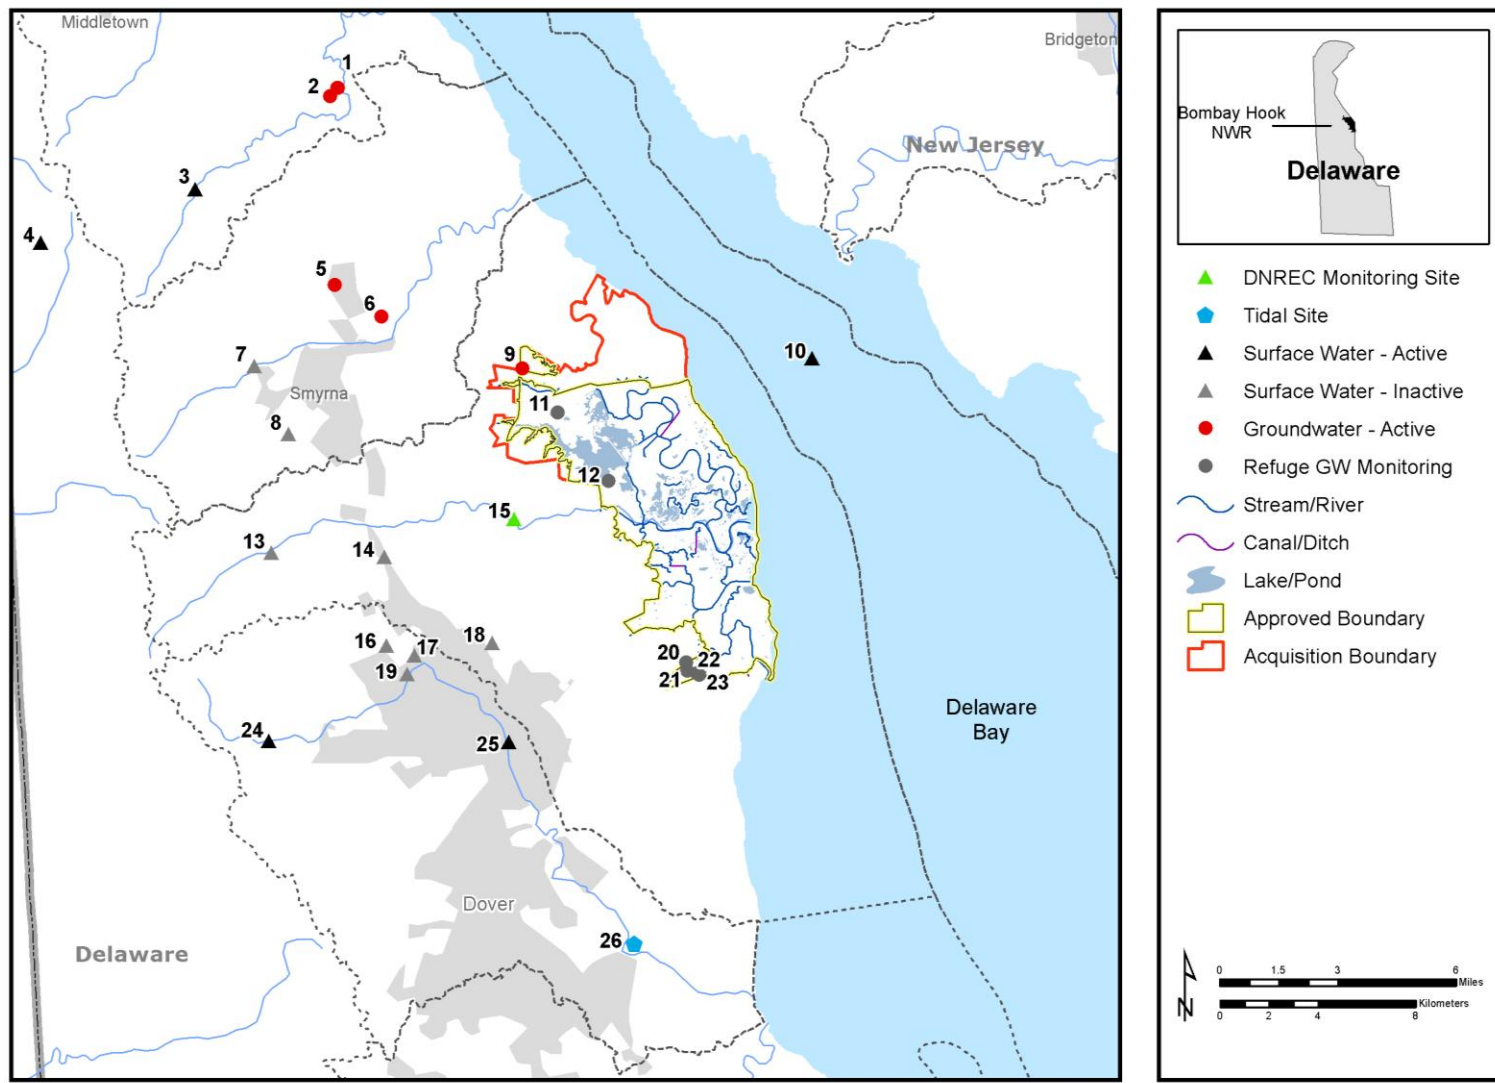 Middletown
Bridgeton
1
2
New Jersey
3
4
5
6
7
9
10
Smyrna
8
11
12
15
13
14
16
17
18
19
20
22
21
23
24
25
Delaware
Bay
Dover
26
Delaware
Bombay Hook
NWR
Delaware
DNREC Monitoring Site
Tidal Site
Surface Water - Active
Surface Water - Inactive
Groundwater - Active
Refuge GW Monitoring
Stream/River
Canal/Ditch
Lake/Pond
Approved Boundary
Acquisition Boundary
N
0 1.5 3 6
Miles
Kilometers
0 2 4 8